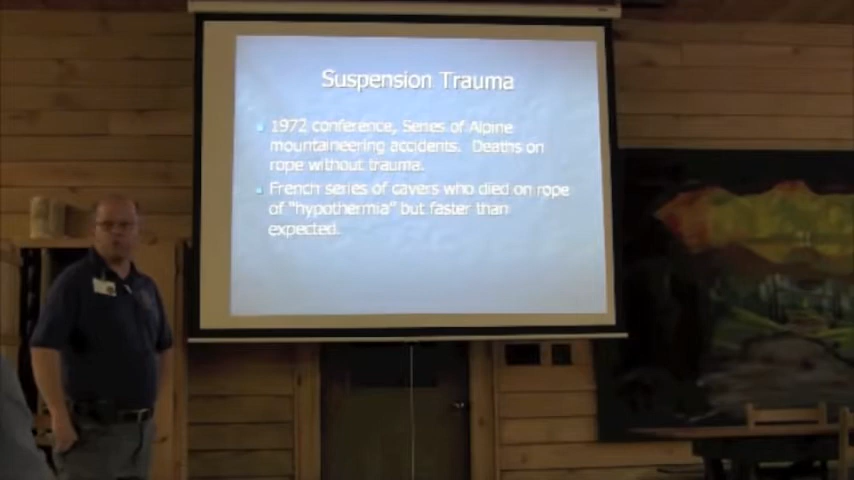 Suspension Trauma
1972 conference, Series of Alpine
mountaineering accidents. Deaths on
rope without trauma.
French series of cavers who died on rope
of "hypothermia" but faster than
expected.